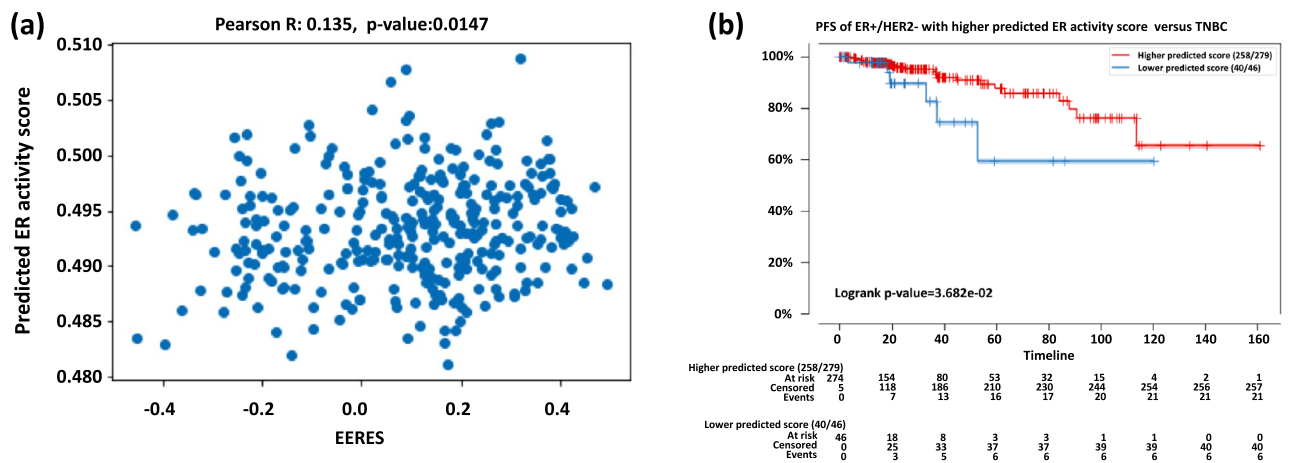 (a)
Pearson R: 0.135, p-value:0.0147
Predicted ER activity score
0.510
0.505
0.500
0.495
0.490
0.485
0.480
-0.4 -0.2 0.0 0.2 0.4
EERES
(b)
PFS of ER+/HER2- with higher predicted ER activity score versus TNBC
Higher predicted score (258/279)
Lower predicted score (40/46)
100%
80%
60%
40%
20%
0%
Logrank p-value=3.682e-02
0 20 40 60 80 100 120 140 160
Timeline
Higher predicted score (258/279)
At risk 274 154 80 53 32 15 4 2 1
Censored 5 118 186 210 230 244 254 256 257
Events 0 7 13 16 17 20 21 21 21
Lower predicted score (40/46)
At risk 46 18 8 3 3 1 1 0 0
Censored 0 25 33 37 37 39 39 40 40
Events 0 3 5 6 6 6 6 6 6